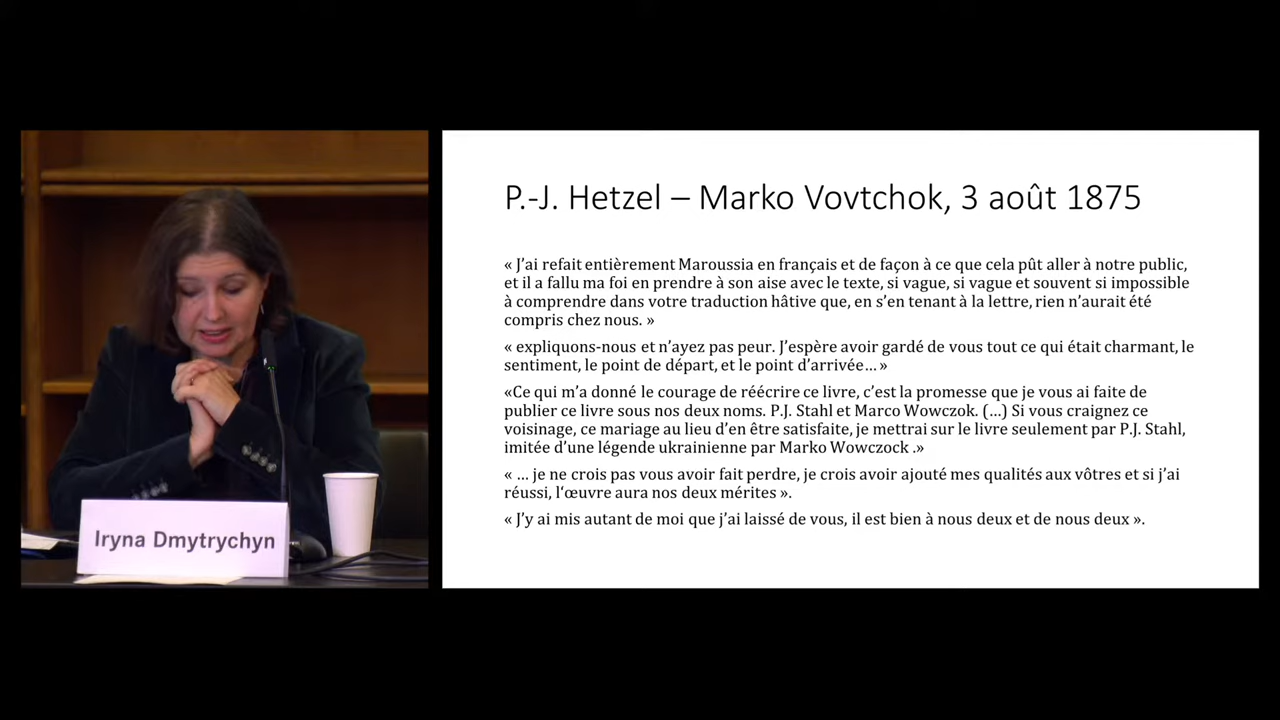 P.-J. Hetzel – Marko Vovtchok, 3 août 1875
« J’ai refait entièrement Maroussia en français et de façon à ce que cela pût aller à notre public,
et il a fallu ma foi en prendre à son aise avec le texte, si vague, si vague et souvent si impossible
à comprendre dans votre traduction hâtive que, en s’en tenant à la lettre, rien n’aurait été
compris chez nous. »
« expliquons-nous et n’ayez pas peur. J’espère avoir gardé de vous tout ce qui était charmant, le
sentiment, le point de départ, et le point d’arrivée… »
«Ce qui m’a donné le courage de réécrire ce livre, c’est la promesse que je vous ai faite de
publier ce livre sous nos deux noms. P.J. Stahl et Marco Wowczok. (…) Si vous craignez ce
voisinage, ce mariage au lieu d’en être satisfaite, je mettrai sur le livre seulement par P.J. Stahl,
imitée d’une légende ukrainienne par Marko Wowczock .»
« … je ne crois pas vous avoir fait perdre, je crois avoir ajouté mes qualités aux vôtres et si j’ai
réussi, l‘œuvre aura nos deux mérites ».
« J’y ai mis autant de moi que j’ai laissé de vous, il est bien à nous deux et de nous deux ».
Iryna Dmytrychyn